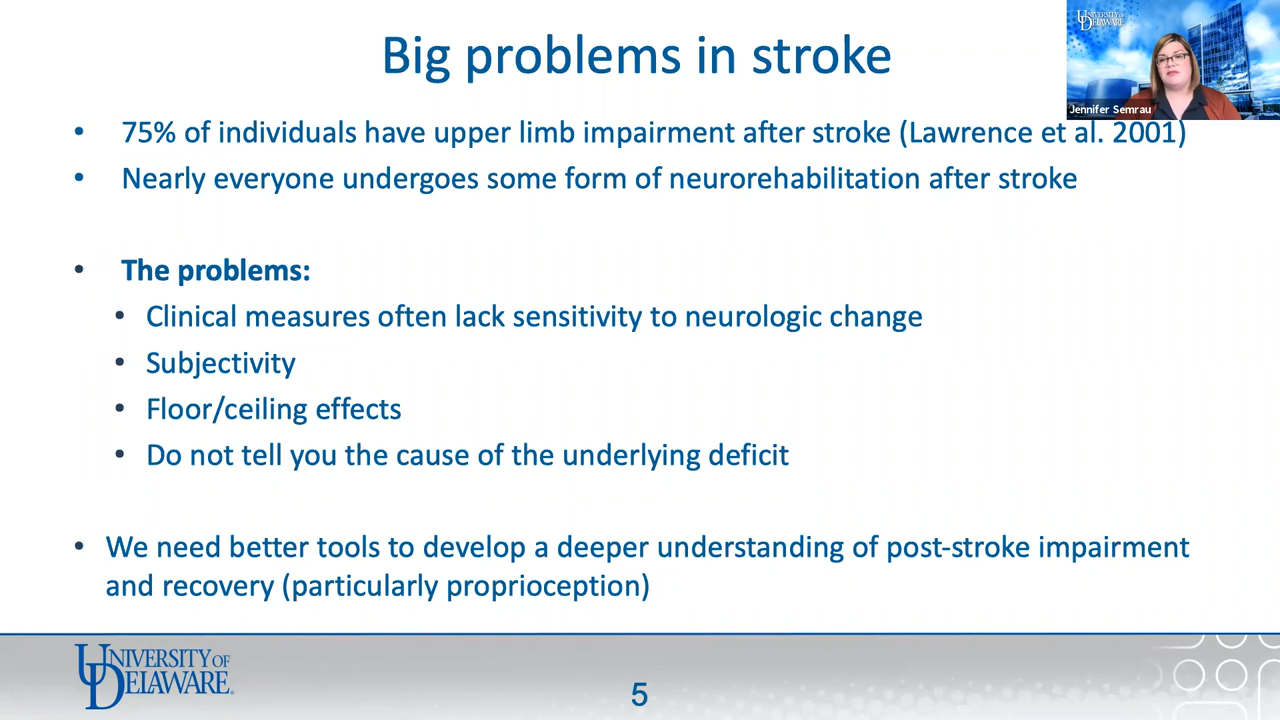 Big problems in stroke
UNIVERSITY OF
DELAWARE
Jennifer Semrau
• 75% of individuals have upper limb impairment after stroke (Lawrence et al. 2001)
• Nearly everyone undergoes some form of neurorehabilitation after stroke
• The problems:
• Clinical measures often lack sensitivity to neurologic change
• Subjectivity
• Floor/ceiling effects
• Do not tell you the cause of the underlying deficit
• We need better tools to develop a deeper understanding of post-stroke impairment
and recovery (particularly proprioception)
UNIVERSITY OF
DELAWARE
5